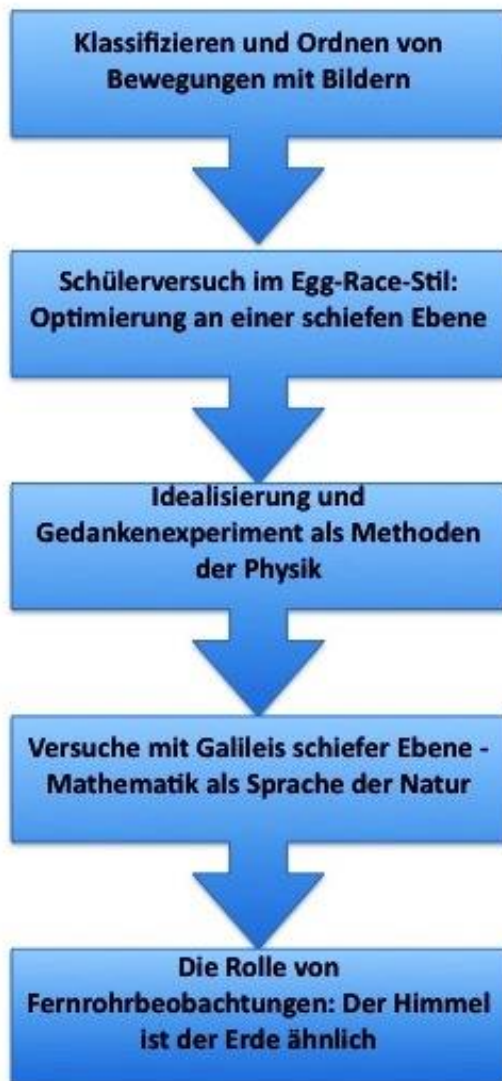 Klassifizieren und Ordnen von
Bewegungen mit Bildern
Schülerversuch im Egg-Race-Stil:
Optimierung an einer schiefen Ebene
Idealisierung und
Gedankenexperiment als Methoden
der Physik
Versuche mit Galileis schiefer Ebene -
Mathematik als Sprache der Natur
Die Rolle von
Fernrohrbeobachtungen: Der Himmel
ist der Erde ähnlich